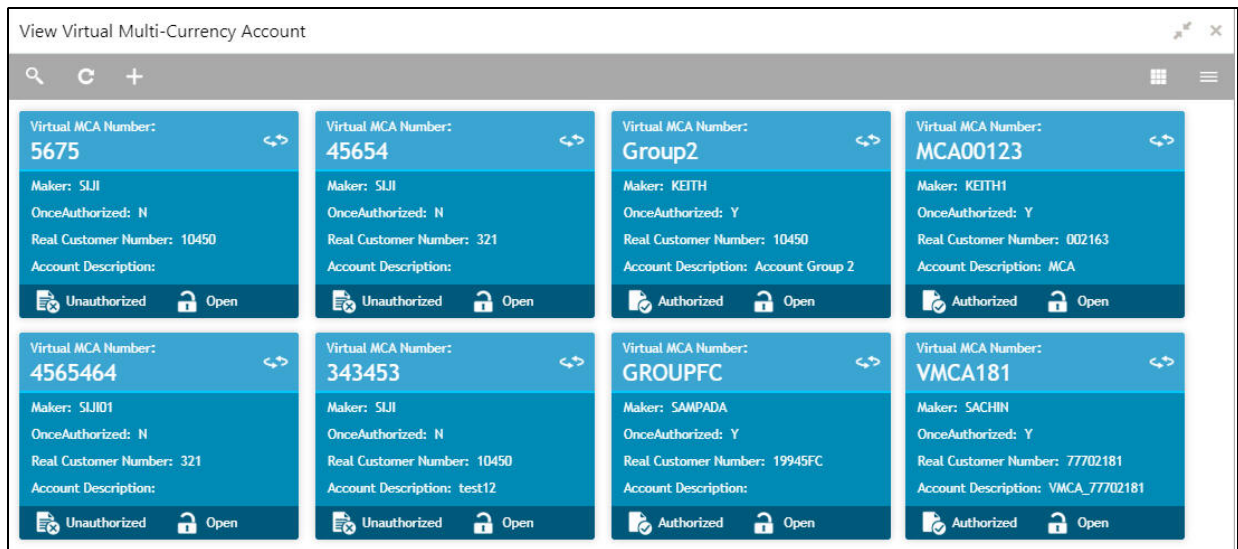 View Virtual Multi-Currency Account
Virtual MCA Number:
5675
Maker: SIJI
OnceAuthorized: N
Real Customer Number: 10450
Account Description:
Unauthorized Open
Virtual MCA Number:
45654
Maker: SIJI
OnceAuthorized: N
Real Customer Number: 321
Account Description:
Unauthorized Open
Virtual MCA Number:
Group2
Maker: KEITH
OnceAuthorized: Y
Real Customer Number: 10450
Account Description: Account Group 2
Authorized Open
Virtual MCA Number:
MCA00123
Maker: KEITH1
OnceAuthorized: Y
Real Customer Number: 002163
Account Description: MCA
Authorized Open
Virtual MCA Number:
4565464
Maker: SIJI01
OnceAuthorized: N
Real Customer Number: 321
Account Description:
Unauthorized Open
Virtual MCA Number:
343453
Maker: SIJI
OnceAuthorized: N
Real Customer Number: 10450
Account Description: test12
Unauthorized Open
Virtual MCA Number:
GROUPFC
Maker: SAMPADA
OnceAuthorized: Y
Real Customer Number: 19945FC
Account Description:
Authorized Open
Virtual MCA Number:
VMCA181
Maker: SACHIN
OnceAuthorized: Y
Real Customer Number: 77702181
Account Description: VMCA_77702181
Authorized Open